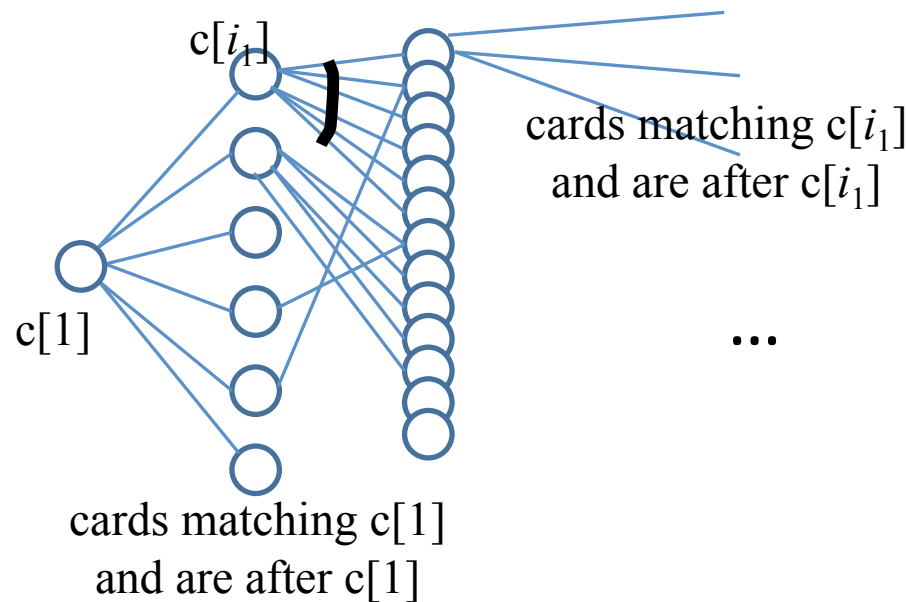 c[i₁]
cards matching c[i₁]
and are after c[i₁]
c[1]
...
cards matching c[1]
and are after c[1]